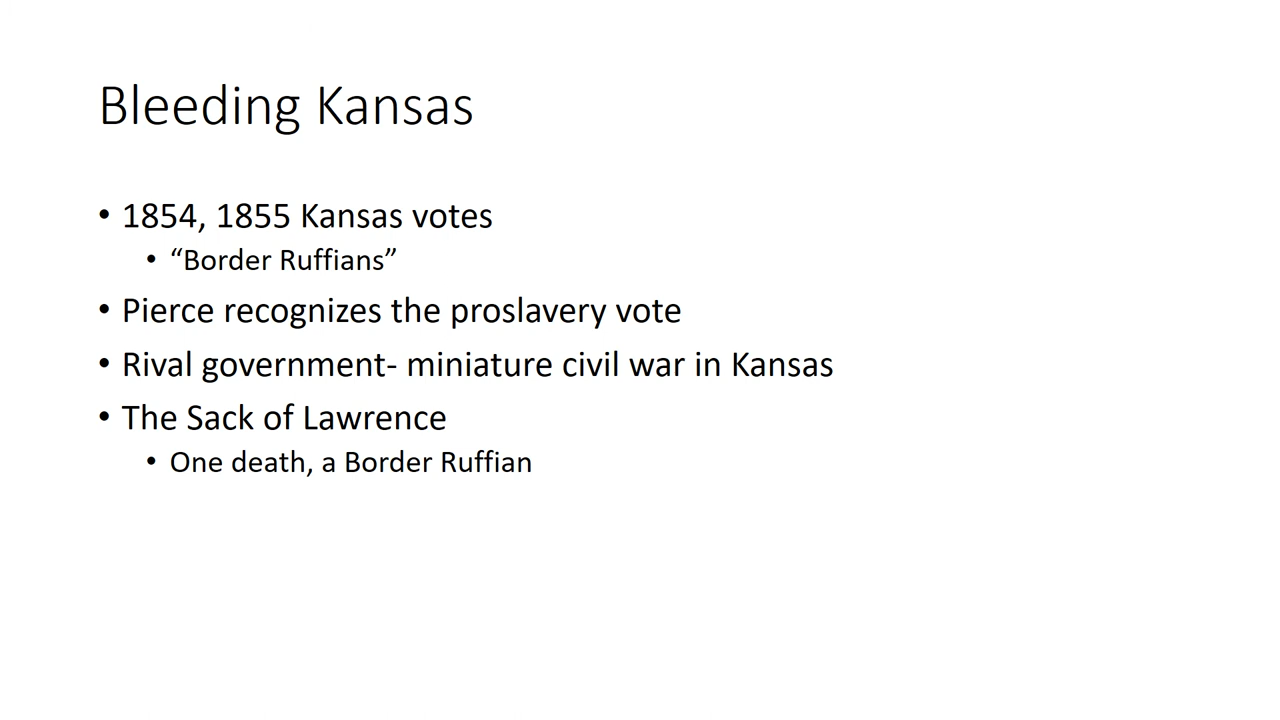 Bleeding Kansas
• 1854, 1855 Kansas votes
• “Border Ruffians”
• Pierce recognizes the proslavery vote
• Rival government- miniature civil war in Kansas
• The Sack of Lawrence
• One death, a Border Ruffian